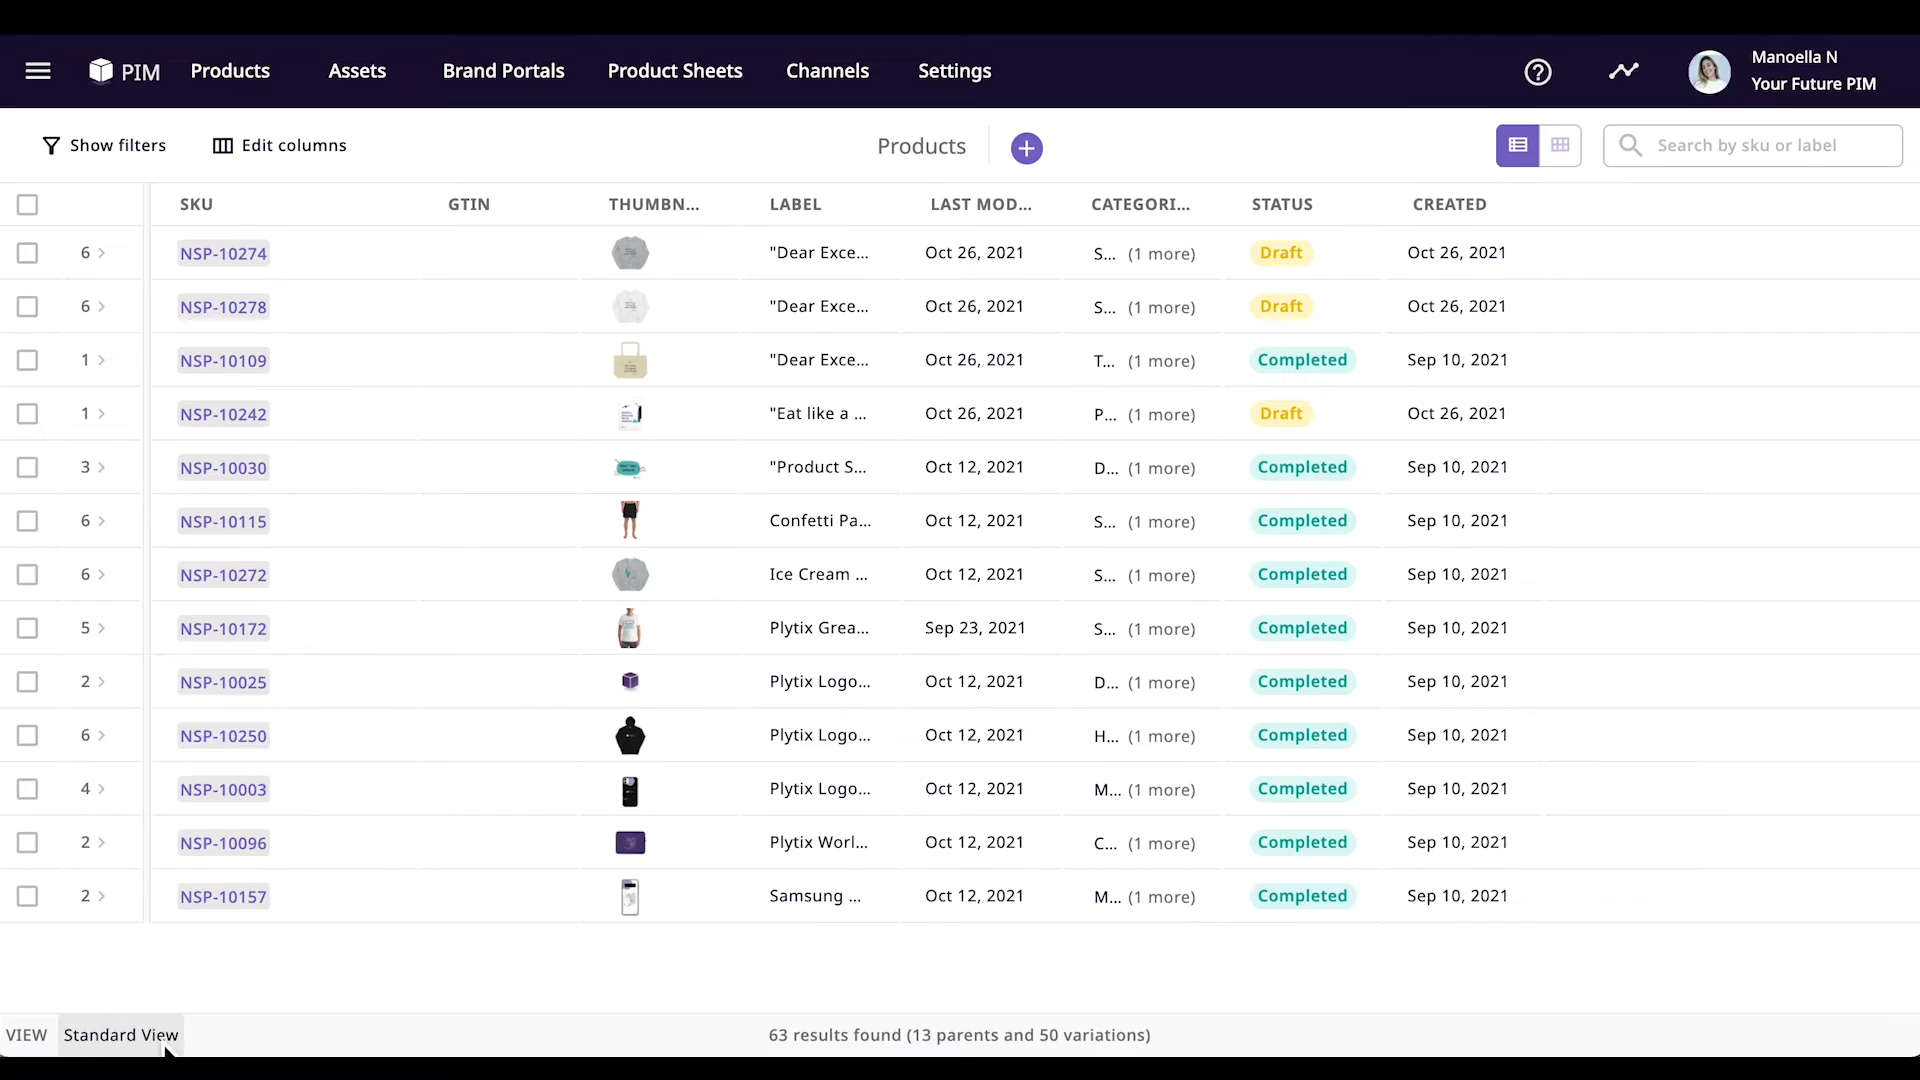 PIM Products Assets Brand Portals Product Sheets Channels Settings
Manoella N
Your Future PIM
Show filters Edit columns Products Search by sku or label
SKU GTIN THUMBN... LABEL LAST MOD... CATEGORI... STATUS CREATED
6 NSP-10274 "Dear Exce... Oct 26, 2021 S... (1 more) Draft Oct 26, 2021
6 NSP-10278 "Dear Exce... Oct 26, 2021 S... (1 more) Draft Oct 26, 2021
1 NSP-10109 "Dear Exce... Oct 26, 2021 T... (1 more) Completed Sep 10, 2021
1 NSP-10242 "Eat like a ... Oct 26, 2021 P... (1 more) Draft Oct 26, 2021
3 NSP-10030 "Product S... Oct 12, 2021 D... (1 more) Completed Sep 10, 2021
6 NSP-10115 Confetti Pa... Oct 12, 2021 S... (1 more) Completed Sep 10, 2021
6 NSP-10272 Ice Cream ... Oct 12, 2021 S... (1 more) Completed Sep 10, 2021
5 NSP-10172 Plytix Grea... Sep 23, 2021 S... (1 more) Completed Sep 10, 2021
2 NSP-10025 Plytix Logo... Oct 12, 2021 D... (1 more) Completed Sep 10, 2021
6 NSP-10250 Plytix Logo... Oct 12, 2021 H... (1 more) Completed Sep 10, 2021
4 NSP-10003 Plytix Logo... Oct 12, 2021 M... (1 more) Completed Sep 10, 2021
2 NSP-10096 Plytix Worl... Oct 12, 2021 C... (1 more) Completed Sep 10, 2021
2 NSP-10157 Samsung ... Oct 12, 2021 M... (1 more) Completed Sep 10, 2021
VIEW Standard View 63 results found (13 parents and 50 variations)